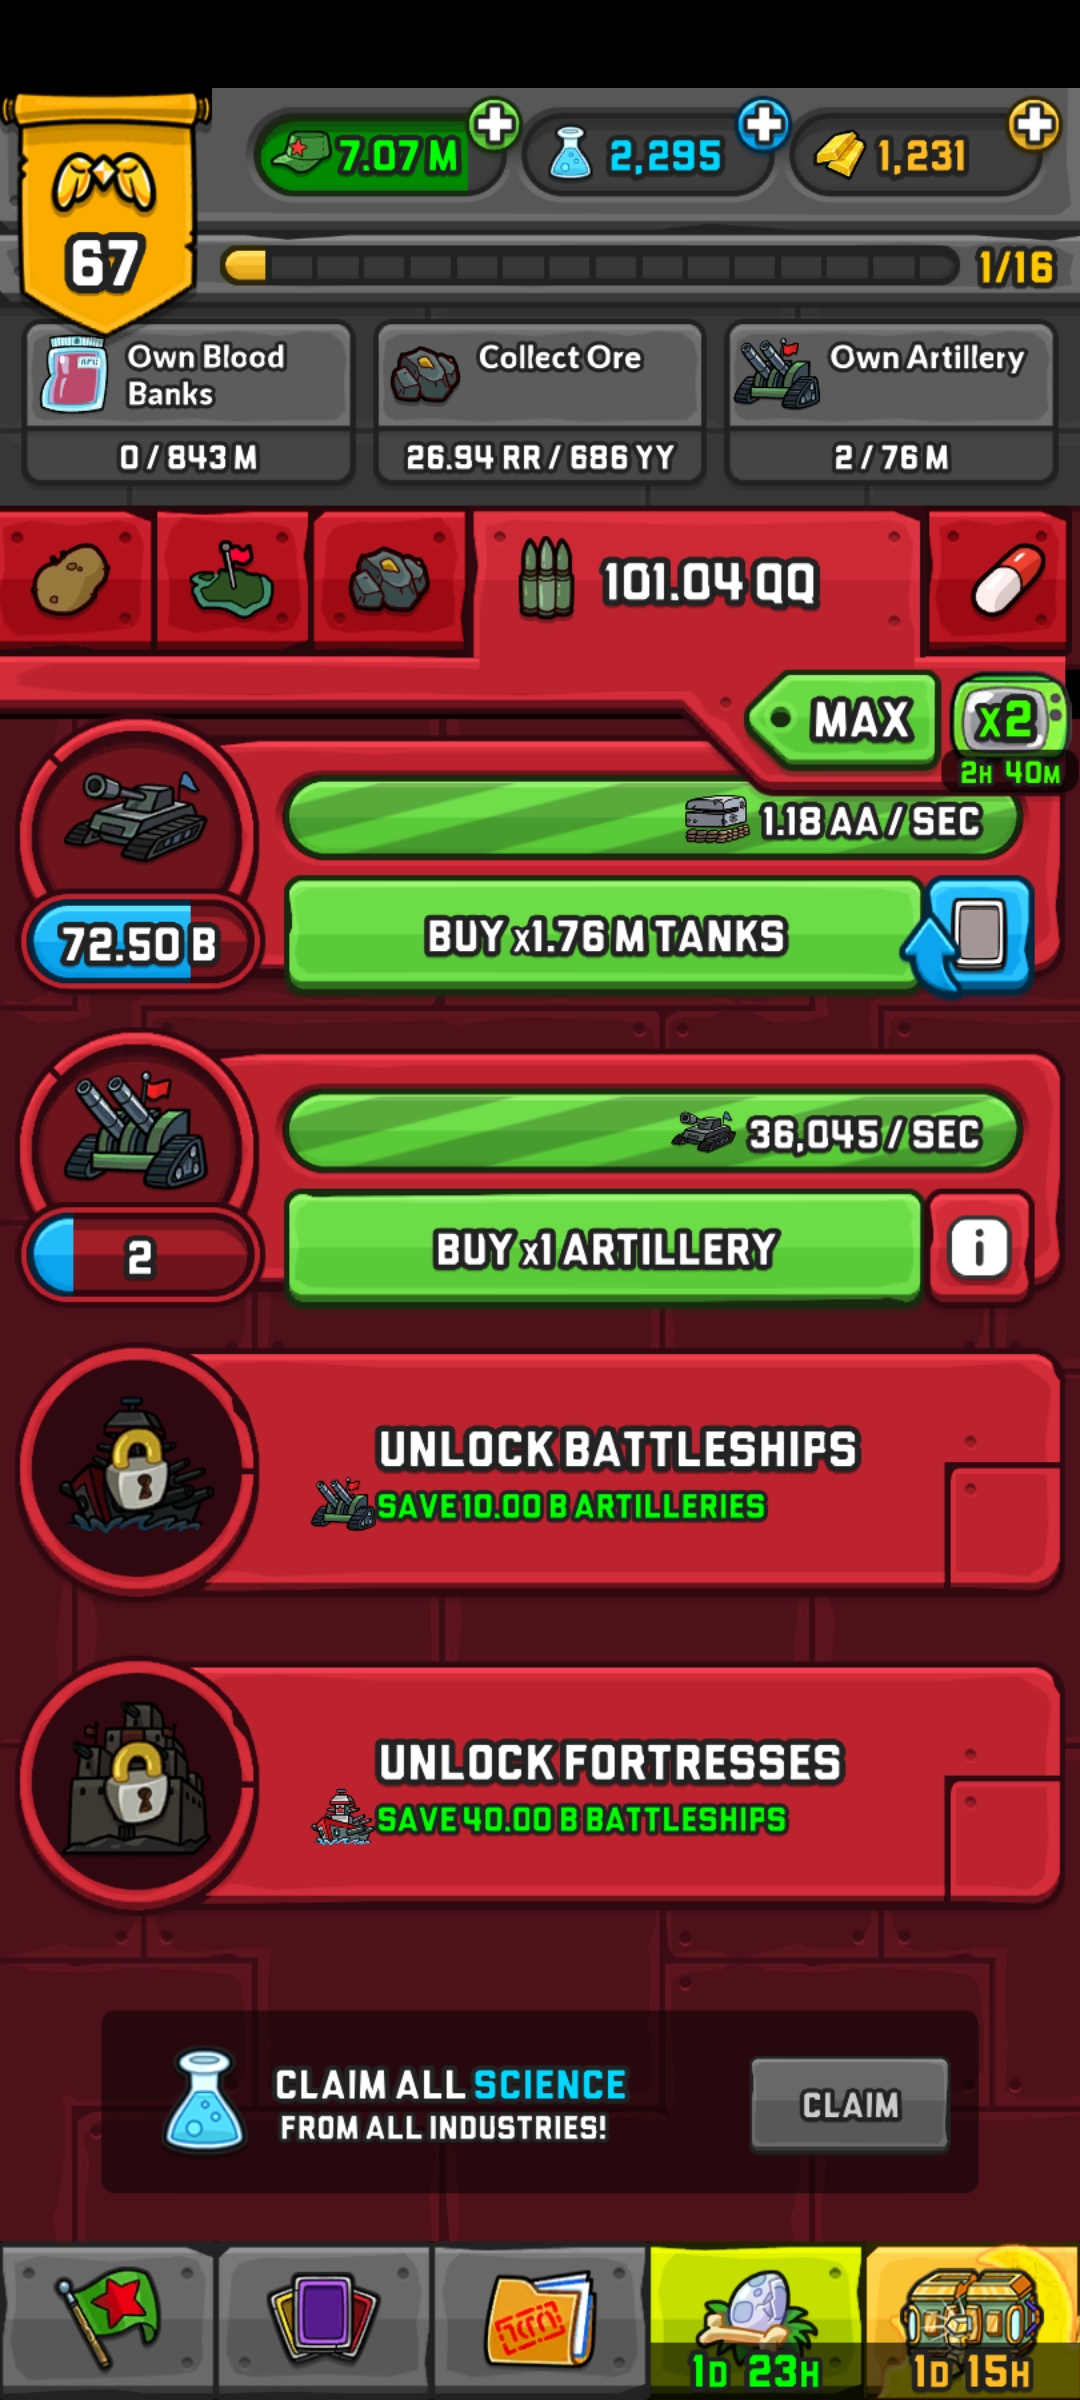 7.07 M
2,295
1,231
67
1/16
Own Blood
Banks
0 / 843 M
Collect Ore
26.94 RR / 686 YY
Own Artillery
2 / 76 M
101.04 QQ
MAX
x2
2H 40M
1.18 AA / SEC
72.50 B
BUY x1.76 M TANKS
36,045 / SEC
2
BUY x1 ARTILLERY
i
UNLOCK BATTLESHIPS
SAVE 10.00 B ARTILLERIES
UNLOCK FORTRESSES
SAVE 40.00 B BATTLESHIPS
CLAIM ALL SCIENCE
FROM ALL INDUSTRIES!
CLAIM
1D 23H
1D 15H